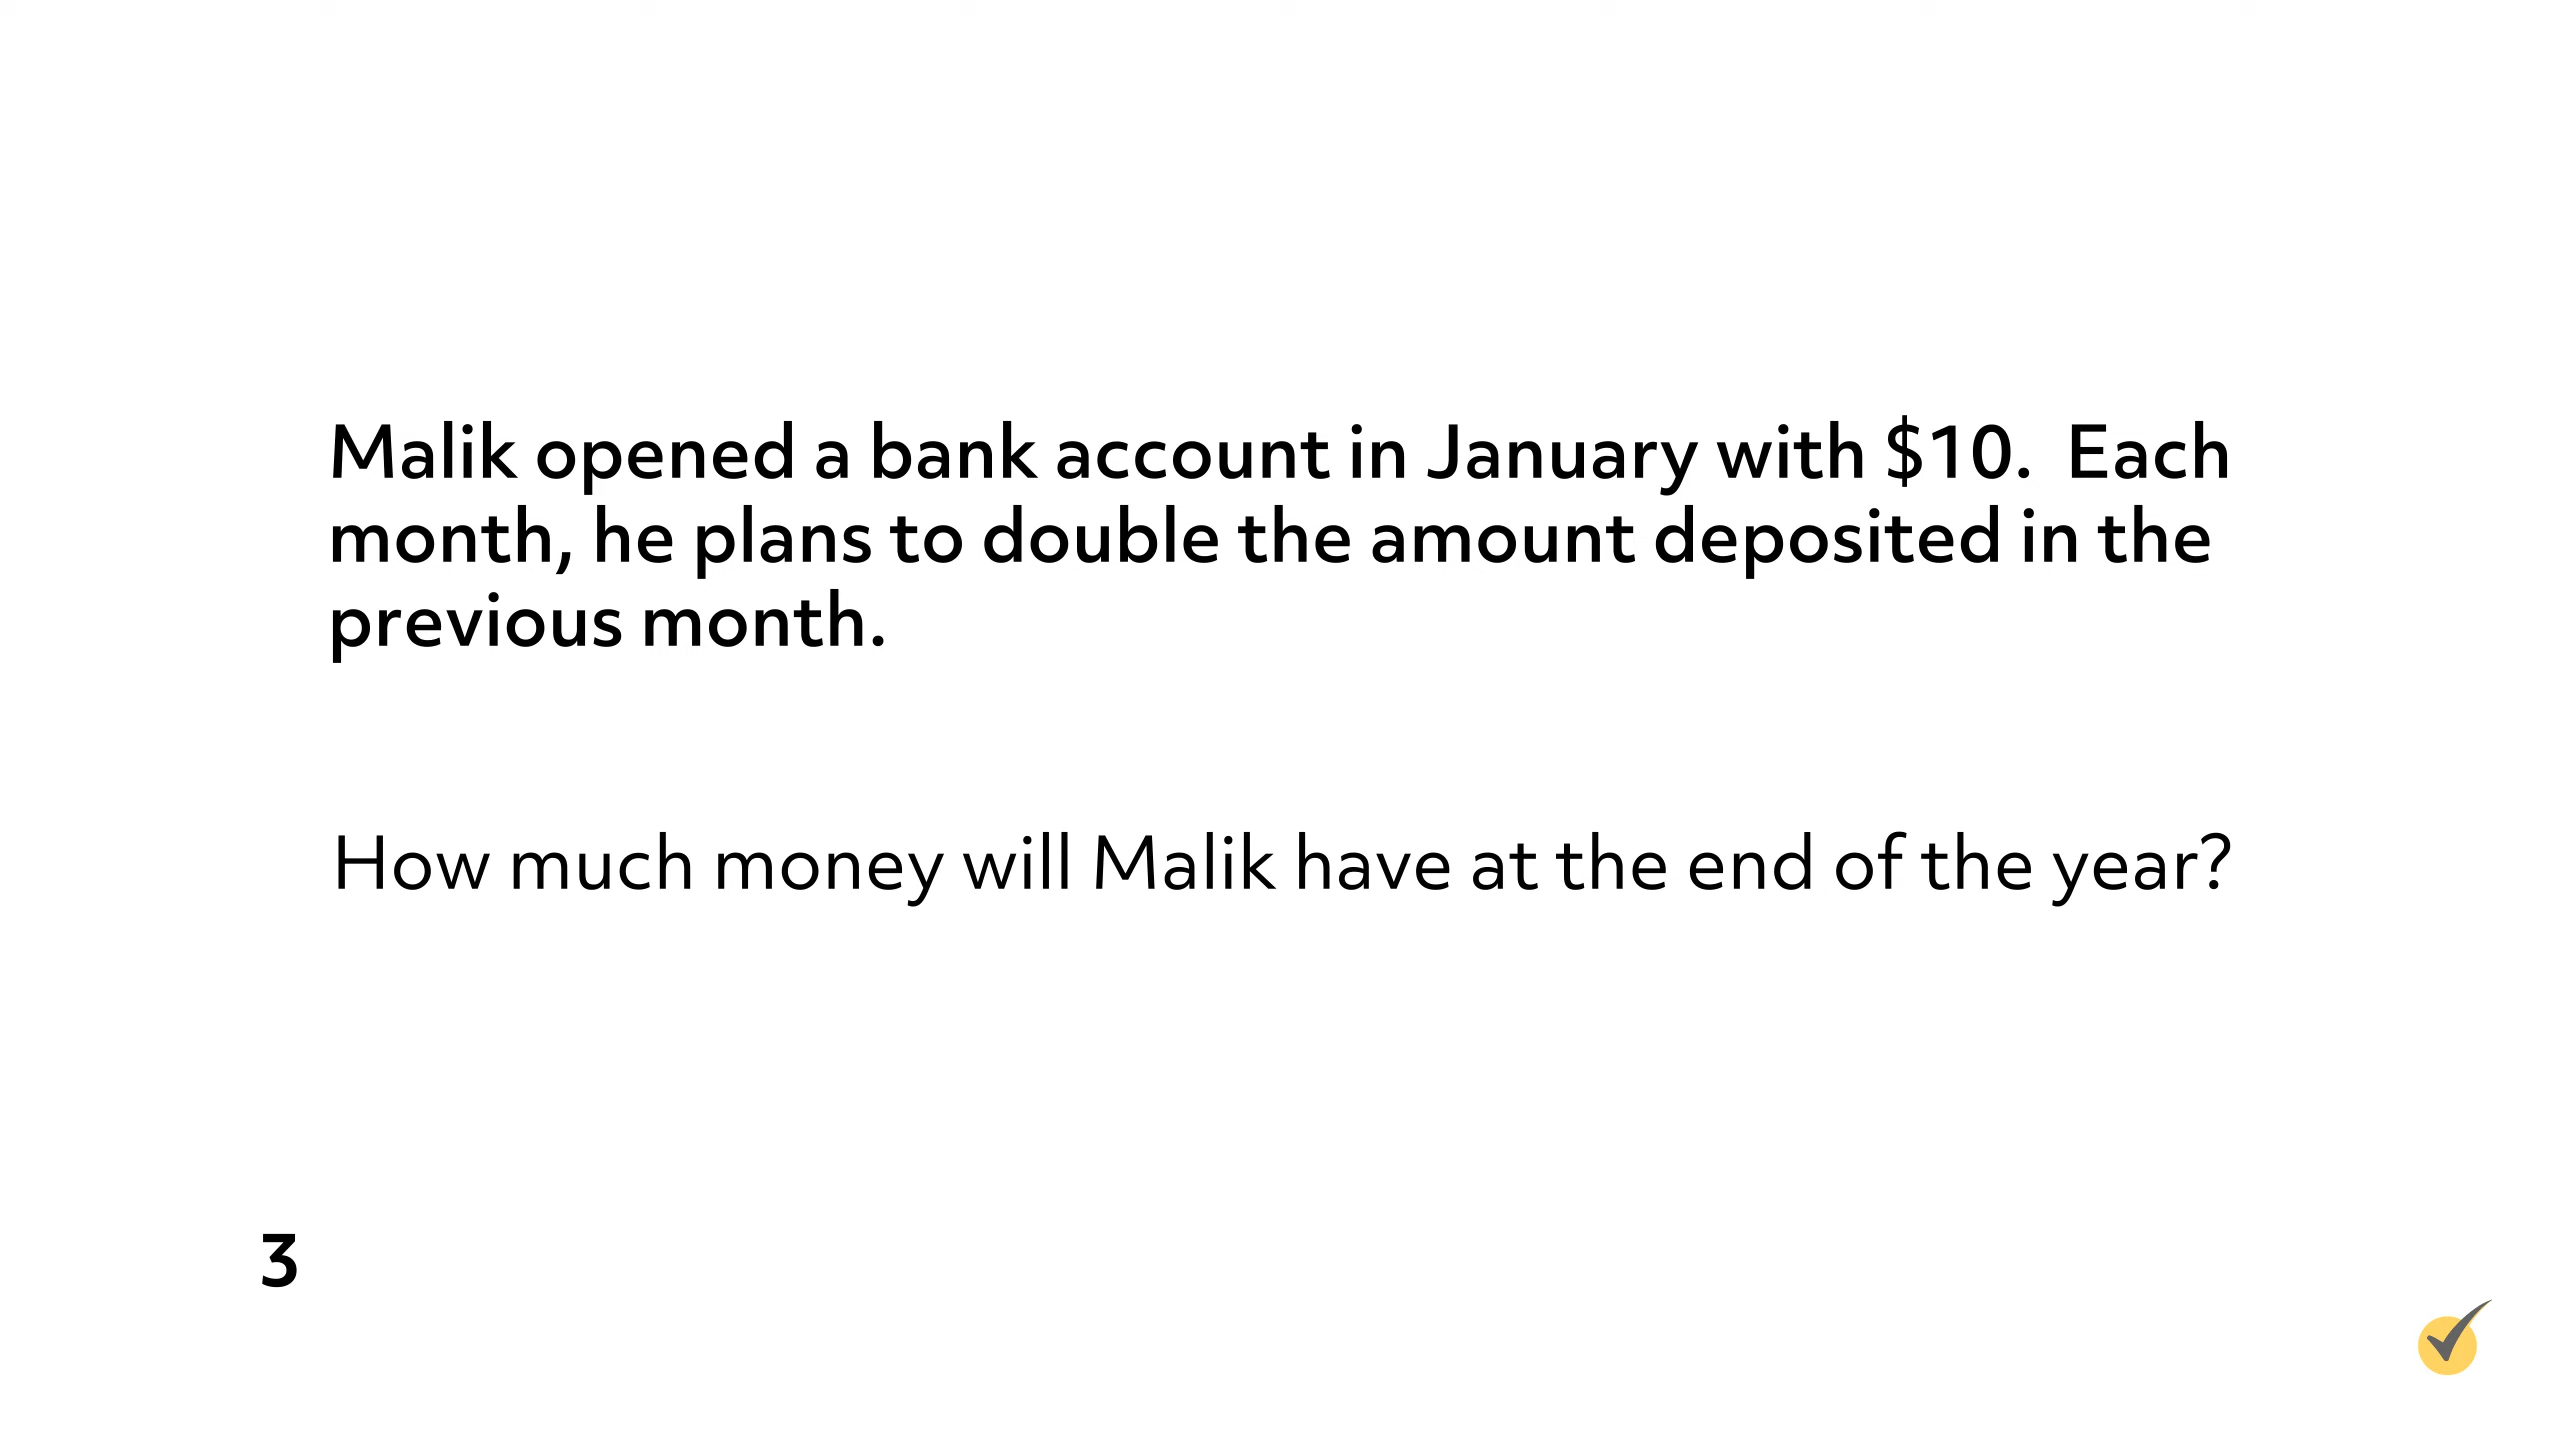 Malik opened a bank account in January with $10.  Each
month, he plans to double the amount deposited in the
previous month.
How much money will Malik have at the end of the year?
3